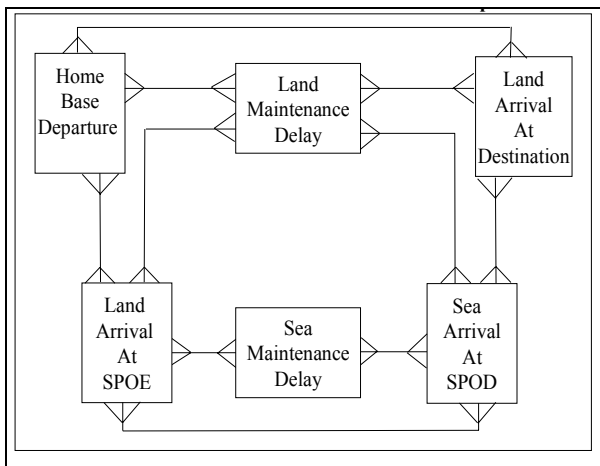 Home
Base
Departure
Land
Maintenance
Delay
Land
Arrival
At
Destination
Land
Arrival
At
SPOE
Sea
Maintenance
Delay
Sea
Arrival
At
SPOD